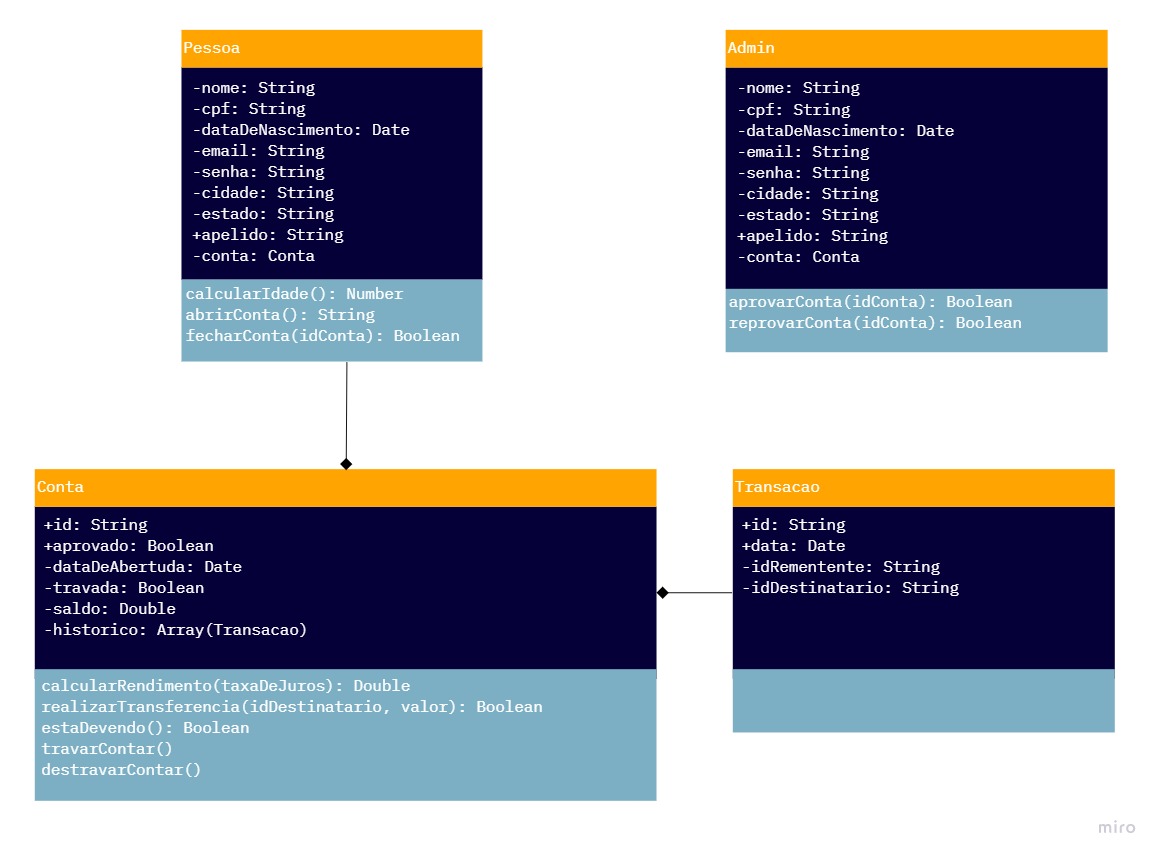 Pessoa
-nome: String
-cpf: String
-dataDeNascimento: Date
-email: String
-senha: String
-cidade: String
-estado: String
+apelido: String
-conta: Conta
calcularIdade(): Number
abrirConta(): String
fecharConta(idConta): Boolean
Admin
-nome: String
-cpf: String
-dataDeNascimento: Date
-email: String
-senha: String
-cidade: String
-estado: String
+apelido: String
-conta: Conta
aprovarConta(idConta): Boolean
reprovarConta(idConta): Boolean
Conta
+id: String
+aprovado: Boolean
-dataDeAbertuda: Date
-travada: Boolean
-saldo: Double
-historico: Array(Transacao)
calcularRendimento(taxaDeJuros): Double
realizarTransferencia(idDestinatario, valor): Boolean
estaDevendo(): Boolean
travarContar()
destravarContar()
Transacao
+id: String
+data: Date
-idRementente: String
-idDestinatario: String
miro